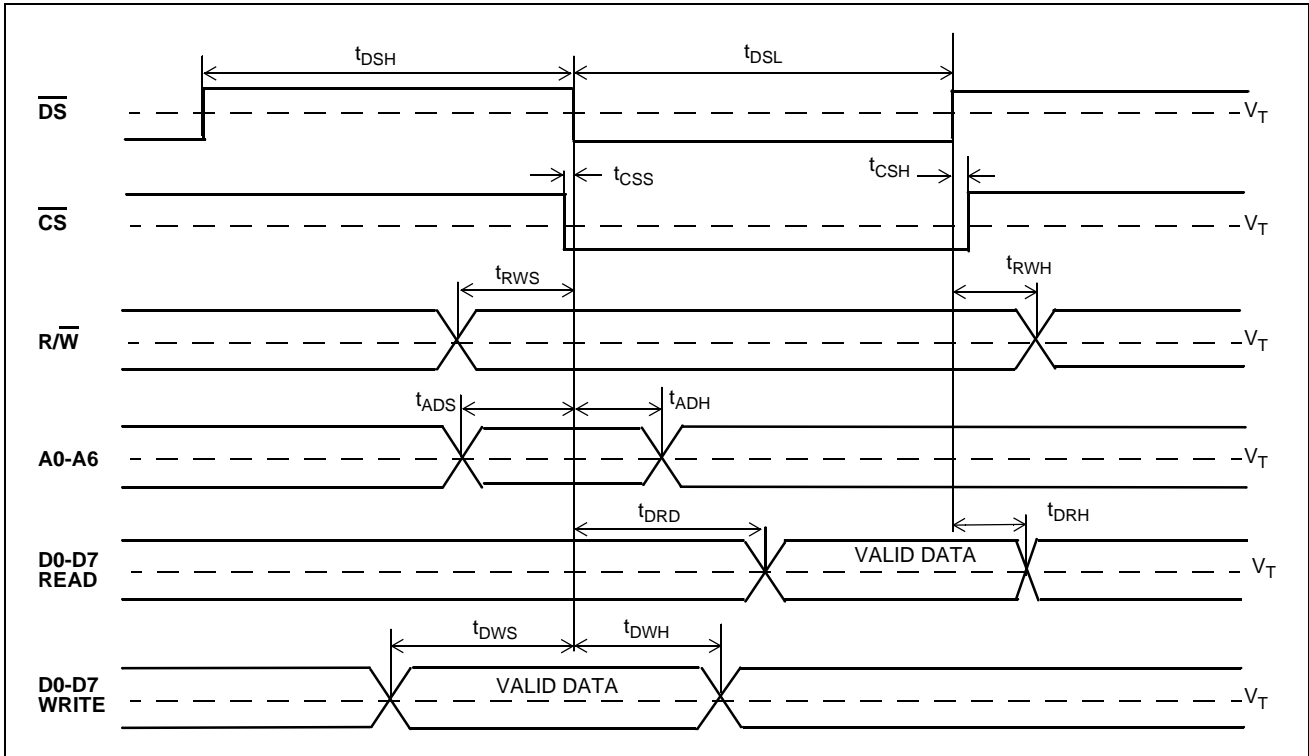 tDSH tDSL
DS VT
tCSS tCSH
CS VT
tRWS tRWH
R/W VT
tADS tADH
A0-A6 VT
tDRD tDRH
D0-D7 VALID DATA
READ VT
tDWS tDWH
D0-D7 VALID DATA
WRITE VT